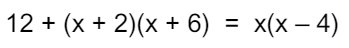 12 + (x + 2)(x + 6) = x(x – 4)